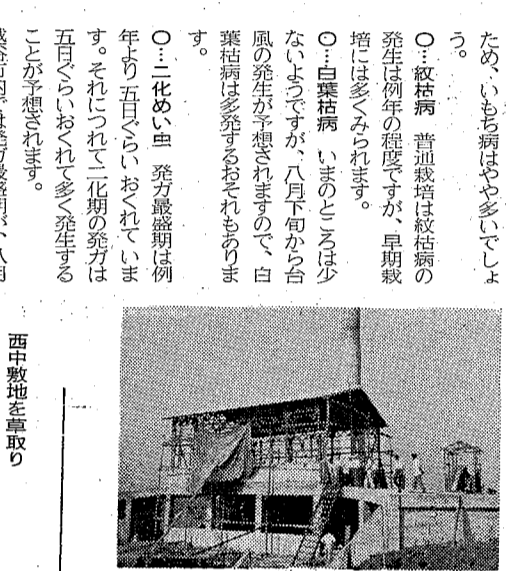 ため、いもち病はやや多いでしょ
う。
○…紋枯病　普通栽培は紋枯病の
発生は例年の程度ですが、早期栽
培には多くみられます。
○…白葉枯病　いまのところは少
ないようですが、八月下旬から台
風の発生が予想されますので、白
葉枯病は多発するおそれもありま
す。
○…二化めい虫　発ガ最盛期は例
年より五日ぐらいおくれていま
す。それにつれて二化期の発ガは
五日ぐらいおくれて多く発生する
ことが予想されます。
西中敷地を草取り